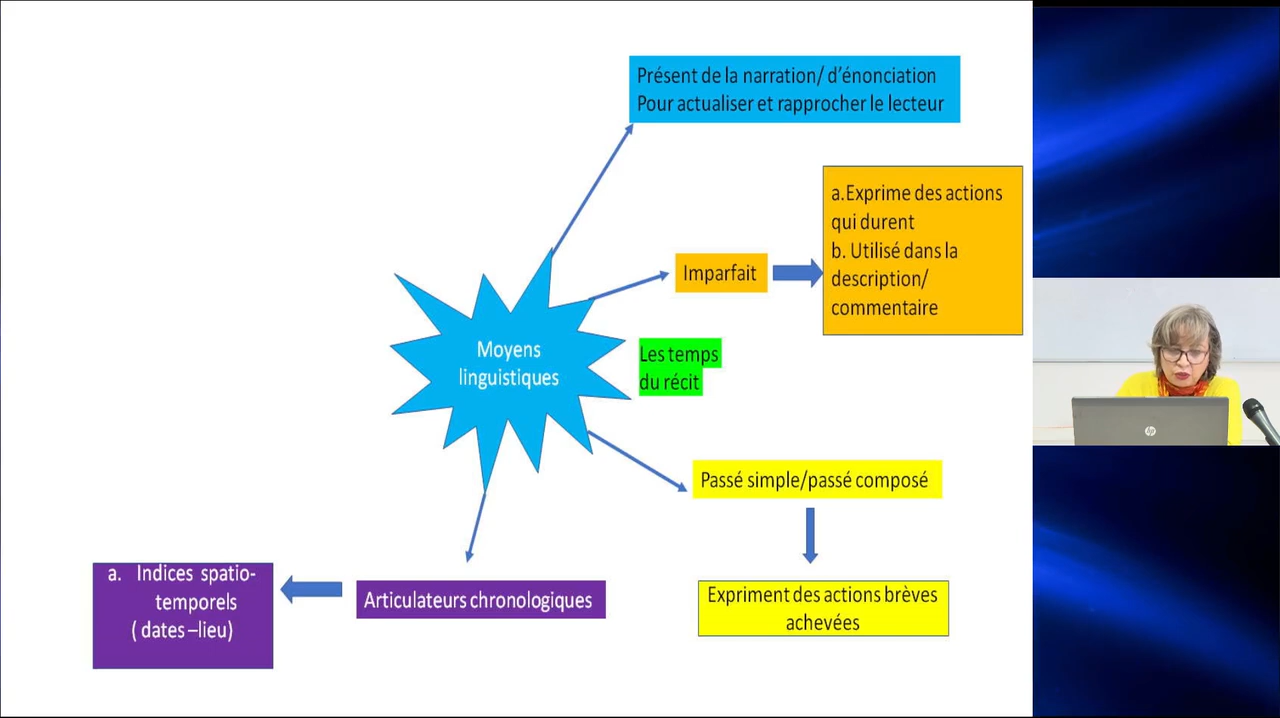 Présent de la narration/ d'énonciation
Pour actualiser et rapprocher le lecteur
a.Exprime des actions
qui durent
b. Utilisé dans la
description/
commentaire
Imparfait
Moyens
linguistiques
Les temps
du récit
Passé simple/passé composé
Expriment des actions brèves
achevées
Articulateurs chronologiques
a. Indices spatio-
temporels
( dates –lieu)
hp